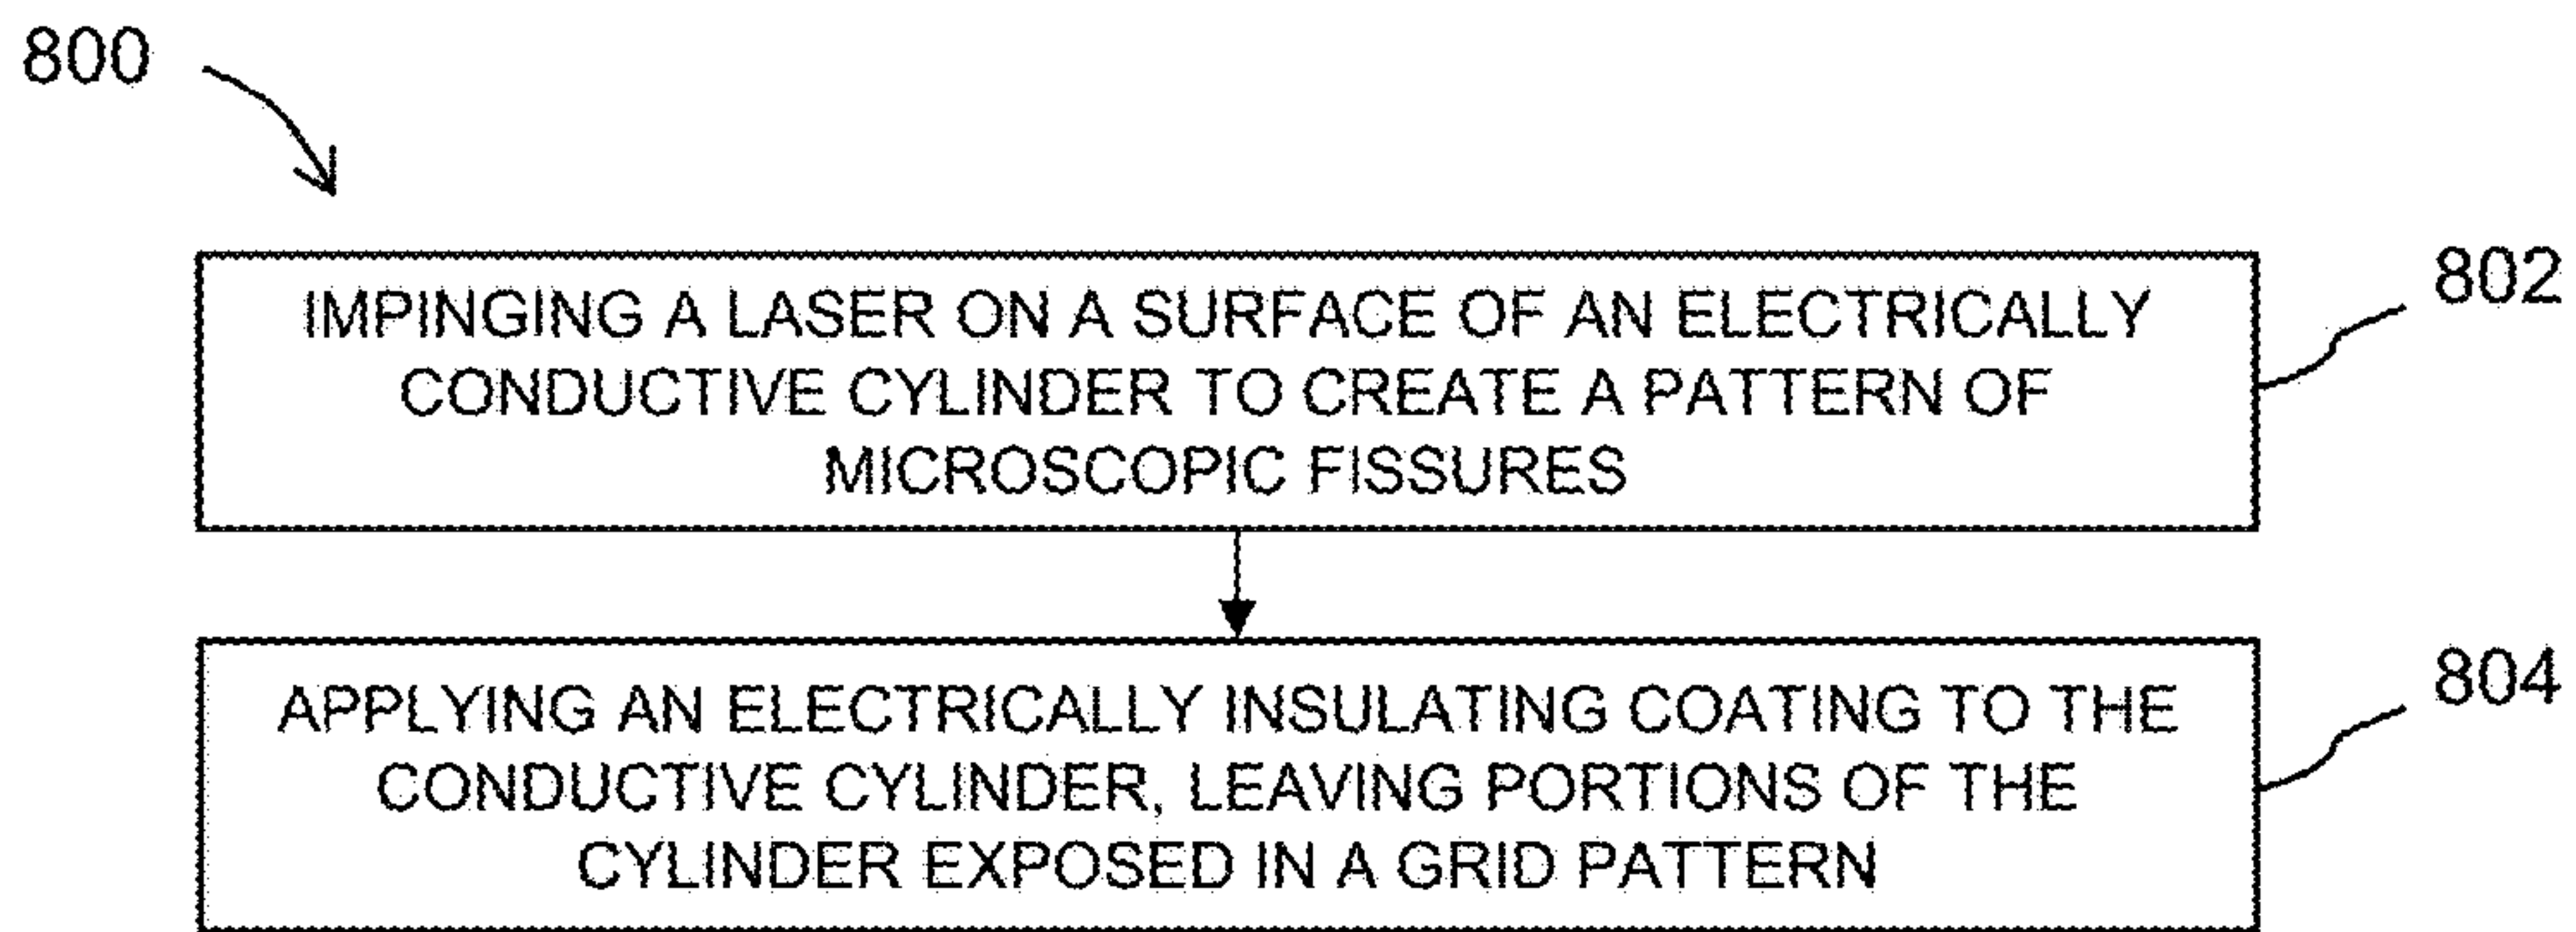 800
802
IMPINGING A LASER ON A SURFACE OF AN ELECTRICALLY
CONDUCTIVE CYLINDER TO CREATE A PATTERN OF
MICROSCOPIC FISSURES
804
APPLYING AN ELECTRICALLY INSULATING COATING TO THE
CONDUCTIVE CYLINDER, LEAVING PORTIONS OF THE
CYLINDER EXPOSED IN A GRID PATTERN